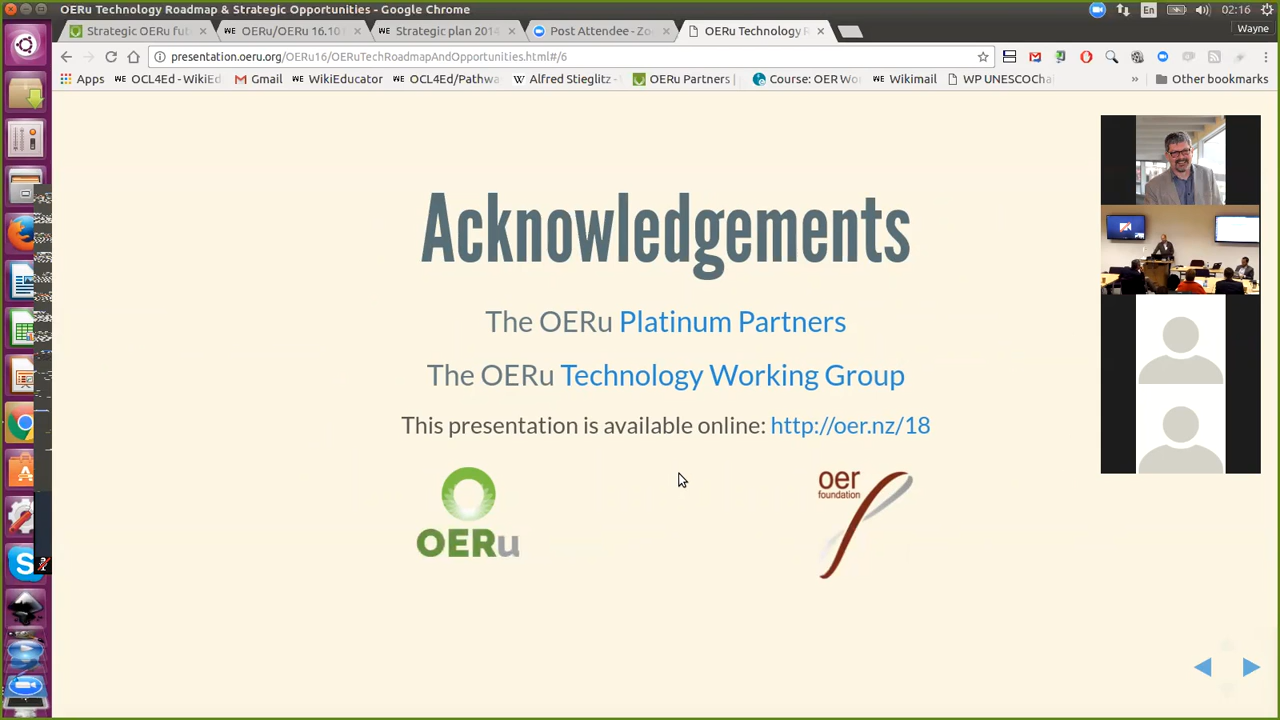 OERu Technology Roadmap & Strategic Opportunities - Google Chrome
En
02:16
Strategic OERu fut
OERu/OERu 16.10
Strategic plan 2014
Post Attendee - Zo
OERu Technology R
Wayne
presentation.oeru.org/OERu16/OERuTechRoadmapAndOpportunities.html#/6
Apps
OCL4Ed - WikiEd
Gmail
WikiEducator
OCL4Ed/Pathwa
Alfred Stieglitz -
OERu Partners |
Course: OER Wo
Wikimail
WP UNESCOCha
»
Other bookmarks
Acknowledgements
The OERu Platinum Partners
The OERu Technology Working Group
This presentation is available online: http://oer.nz/18
OERu
oer
foundation